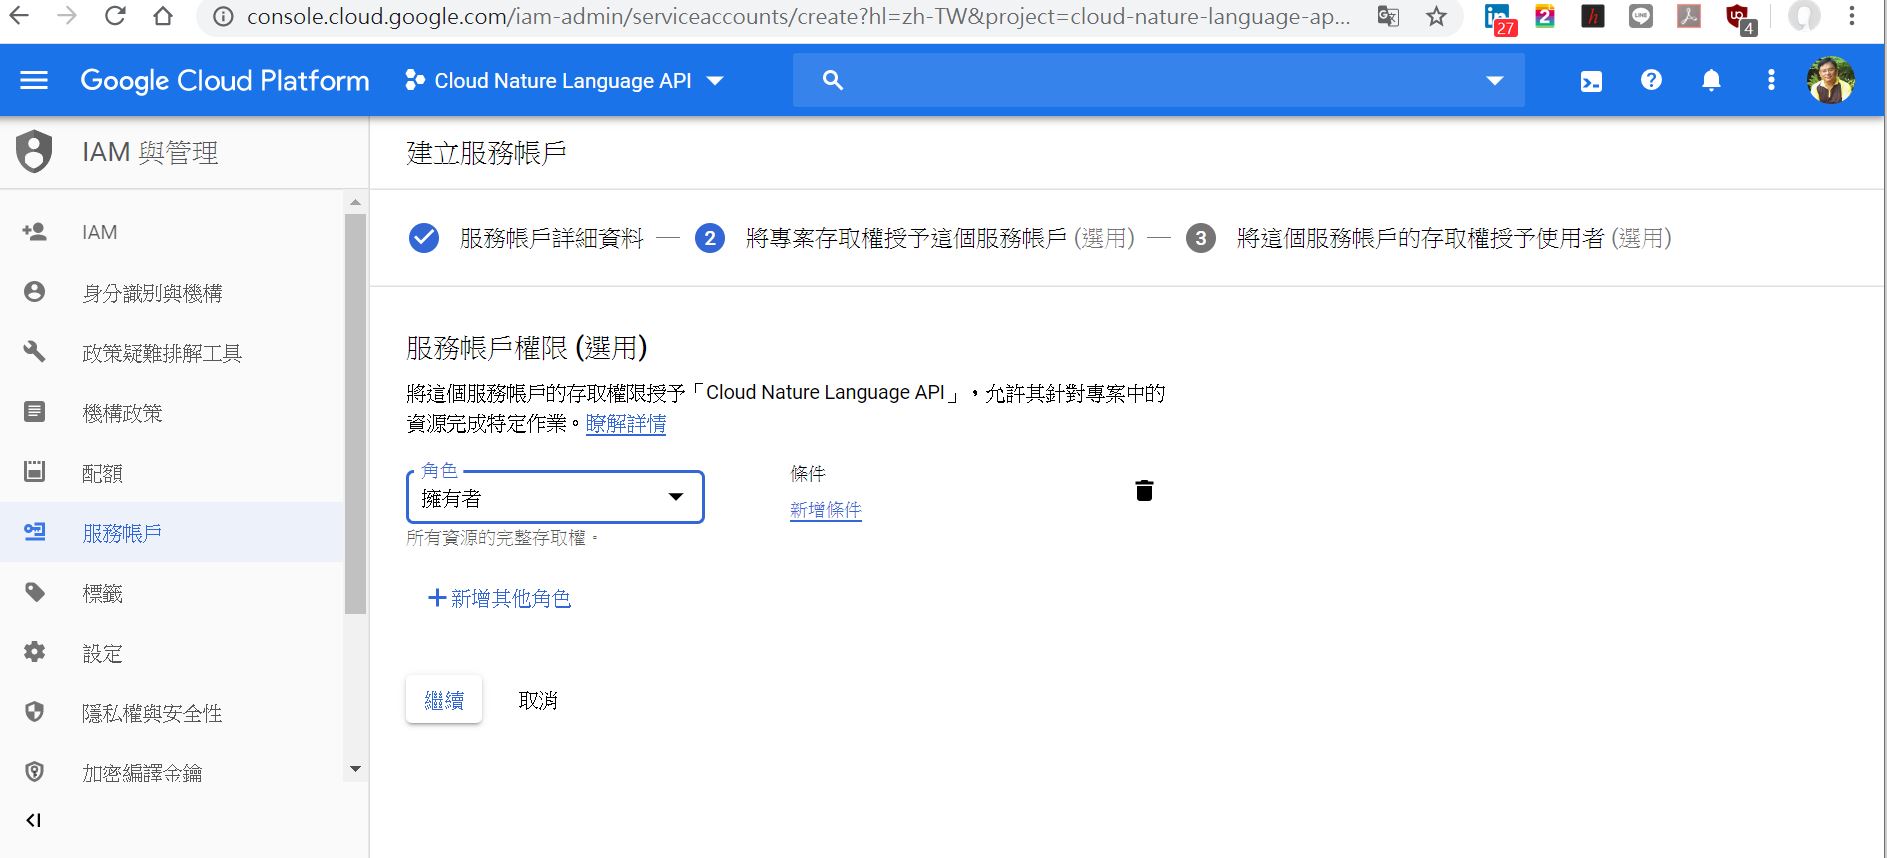 console.cloud.google.com/iam-admin/serviceaccounts/create?hl=zh-TW&project=cloud-nature-language-ap...
27
2
h
LINE
4
Google Cloud Platform
Cloud Nature Language API
IAM 與管理
建立服務帳戶
服務帳戶詳細資料 — 2 將專案存取權授予這個服務帳戶 (選用) — 3 將這個服務帳戶的存取權授予使用者 (選用)
IAM
身分識別與機構
政策疑難排解工具
機構政策
配額
服務帳戶
標籤
設定
隱私權與安全性
加密編譯金鑰
服務帳戶權限 (選用)
將這個服務帳戶的存取權限授予「Cloud Nature Language API」,允許其針對專案中的
資源完成特定作業。瞭解詳情
角色
擁有者
所有資源的完整存取權。
條件
新增條件
+新增其他角色
繼續
取消